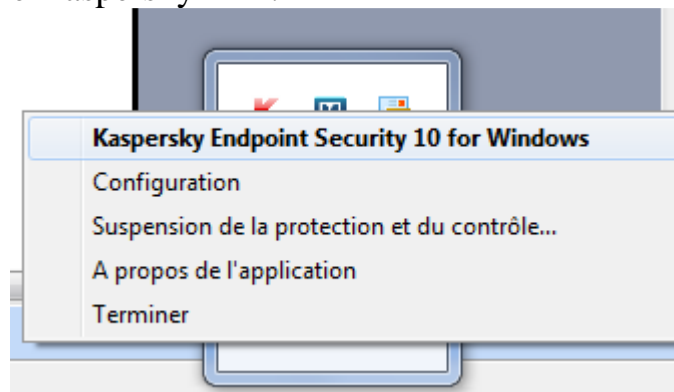 Kaspersky Endpoint Security 10 for Windows
Configuration
Suspension de la protection et du contrôle...
A propos de l'application
Terminer